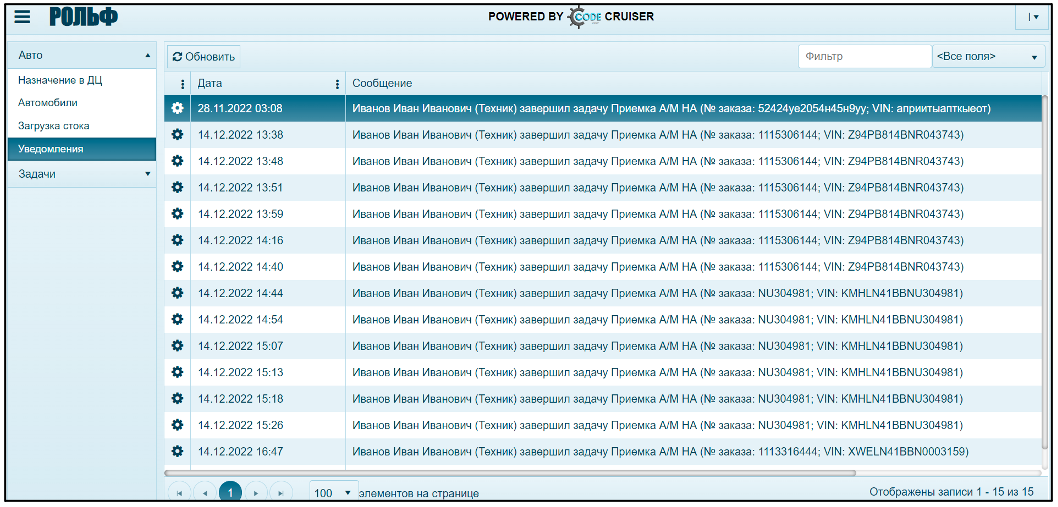 РОЛЬФ
POWERED BY CODE CRUISER
I
Авто
Назначение в ДЦ
Автомобили
Загрузка стока
Уведомления
Задачи
Обновить
Фильтр
<Все поля>
Дата Сообщение
28.11.2022 03:08 Иванов Иван Иванович (Техник) завершил задачу Приемка А/М НА (№ заказа: 52424уе2054н45н9уу; VIN: априитыапткыюот)
14.12.2022 13:38 Иванов Иван Иванович (Техник) завершил задачу Приемка А/М НА (№ заказа: 1115306144; VIN: Z94PB814BNR043743)
14.12.2022 13:48 Иванов Иван Иванович (Техник) завершил задачу Приемка А/М НА (№ заказа: 1115306144; VIN: Z94PB814BNR043743)
14.12.2022 13:51 Иванов Иван Иванович (Техник) завершил задачу Приемка А/М НА (№ заказа: 1115306144; VIN: Z94PB814BNR043743)
14.12.2022 13:59 Иванов Иван Иванович (Техник) завершил задачу Приемка А/М НА (№ заказа: 1115306144; VIN: Z94PB814BNR043743)
14.12.2022 14:16 Иванов Иван Иванович (Техник) завершил задачу Приемка А/М НА (№ заказа: 1115306144; VIN: Z94PB814BNR043743)
14.12.2022 14:40 Иванов Иван Иванович (Техник) завершил задачу Приемка А/М НА (№ заказа: 1115306144; VIN: Z94PB814BNR043743)
14.12.2022 14:44 Иванов Иван Иванович (Техник) завершил задачу Приемка А/М НА (№ заказа: NU304981; VIN: KMHLN41BBNU304981)
14.12.2022 14:54 Иванов Иван Иванович (Техник) завершил задачу Приемка А/М НА (№ заказа: NU304981; VIN: KMHLN41BBNU304981)
14.12.2022 15:07 Иванов Иван Иванович (Техник) завершил задачу Приемка А/М НА (№ заказа: NU304981; VIN: KMHLN41BBNU304981)
14.12.2022 15:13 Иванов Иван Иванович (Техник) завершил задачу Приемка А/М НА (№ заказа: NU304981; VIN: KMHLN41BBNU304981)
14.12.2022 15:18 Иванов Иван Иванович (Техник) завершил задачу Приемка А/М НА (№ заказа: NU304981; VIN: KMHLN41BBNU304981)
14.12.2022 15:26 Иванов Иван Иванович (Техник) завершил задачу Приемка А/М НА (№ заказа: NU304981; VIN: KMHLN41BBNU304981)
14.12.2022 16:47 Иванов Иван Иванович (Техник) завершил задачу Приемка А/М НА (№ заказа: 1113316444; VIN: XWELN41BBN0003159)
1 100 элементов на странице Отображены записи 1 - 15 из 15